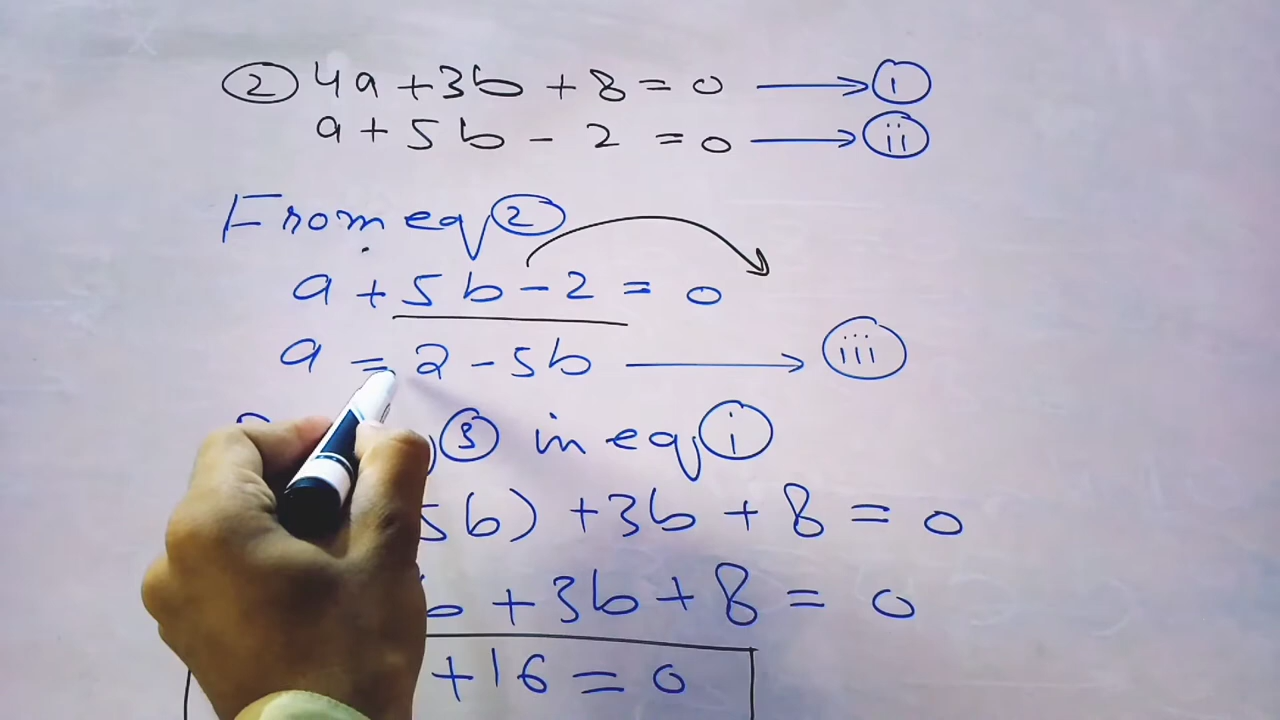 ② 4a + 3b + 8 = 0 ⟶ ⓘ
a + 5b - 2 = 0 ⟶ ⓘⓘ
From eq ②
a + 5b - 2 = 0
a = 2 - 5b ⟶ ⓘⓘⓘ
③ in eq ⓘ
5b) + 3b + 8 = 0
b + 3b + 8 = 0
+ 16 = 0